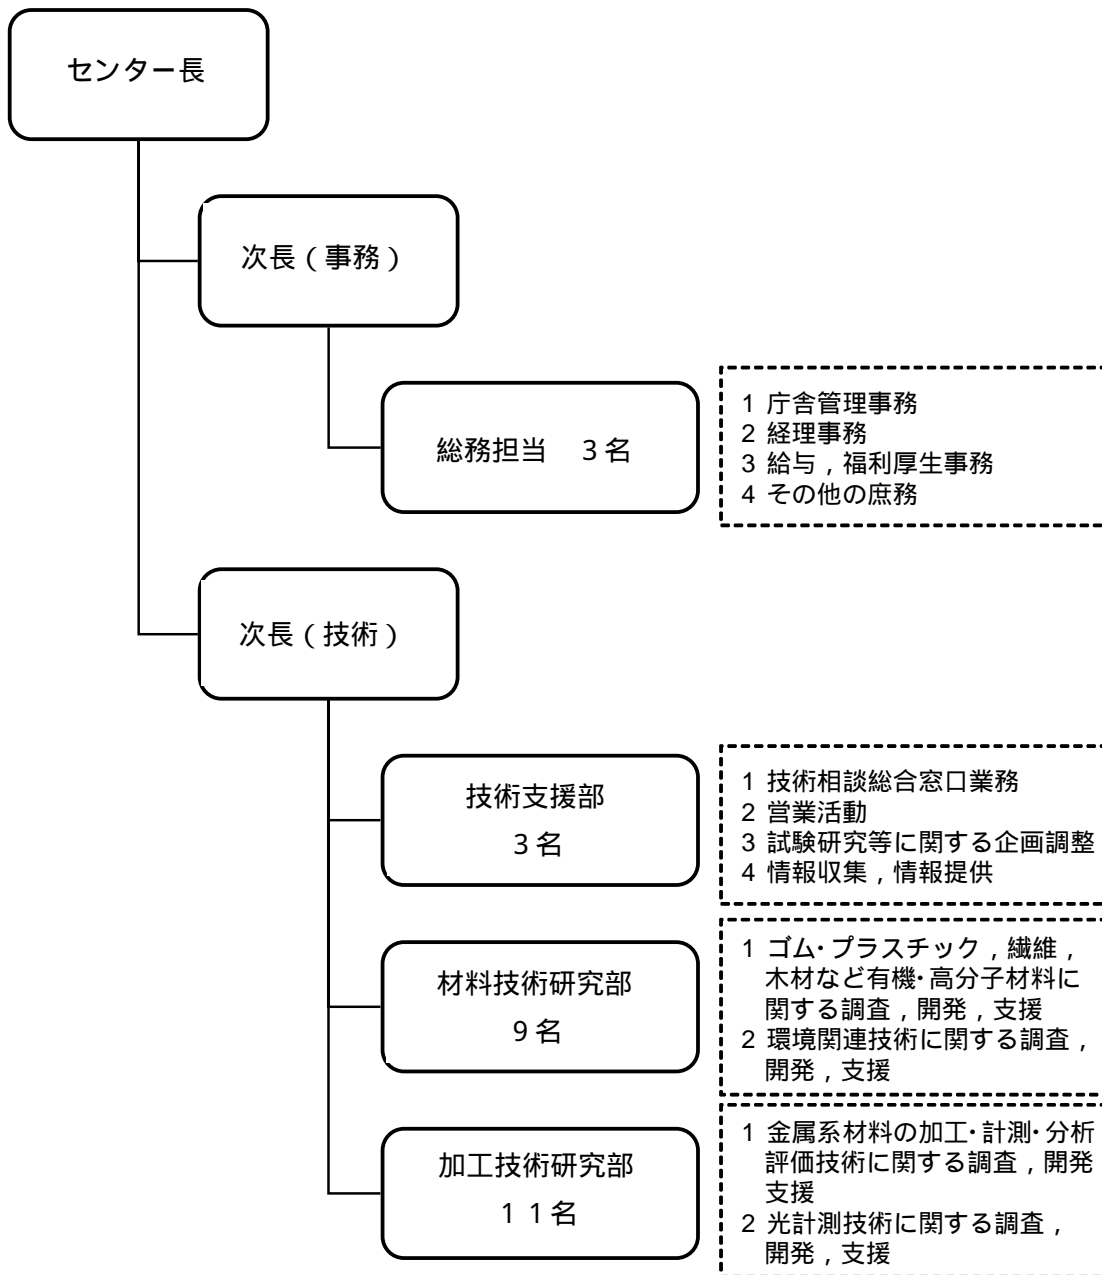 センター長
次長（事務）
総務担当　3名
1 庁舎管理事務
2 経理事務
3 給与，福利厚生事務
4 その他の庶務
次長（技術）
技術支援部
3名
1 技術相談総合窓口業務
2 営業活動
3 試験研究等に関する企画調整
4 情報収集，情報提供
材料技術研究部
9名
1 ゴム・プラスチック，繊維，
木材など有機・高分子材料に
関する調査，開発，支援
2 環境関連技術に関する調査，
開発，支援
加工技術研究部
11名
1 金属系材料の加工・計測・分析
評価技術に関する調査，開発
支援
2 光計測技術に関する調査，
開発，支援